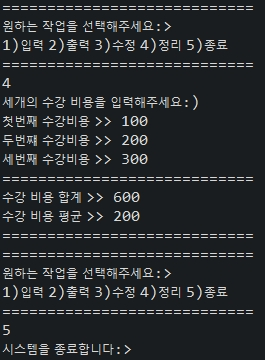 ============================
원하는 작업을 선택해주세요:>
1)입력 2)출력 3)수정 4)정리 5)종료
============================
4
세개의 수강 비용을 입력해주세요:)
첫번째 수강비용 >> 100
두번째 수강비용 >> 200
세번째 수강비용 >> 300
============================
수강 비용 합계 >> 600
수강 비용 평균 >> 200
============================
============================
원하는 작업을 선택해주세요:>
1)입력 2)출력 3)수정 4)정리 5)종료
============================
5
시스템을 종료합니다:>